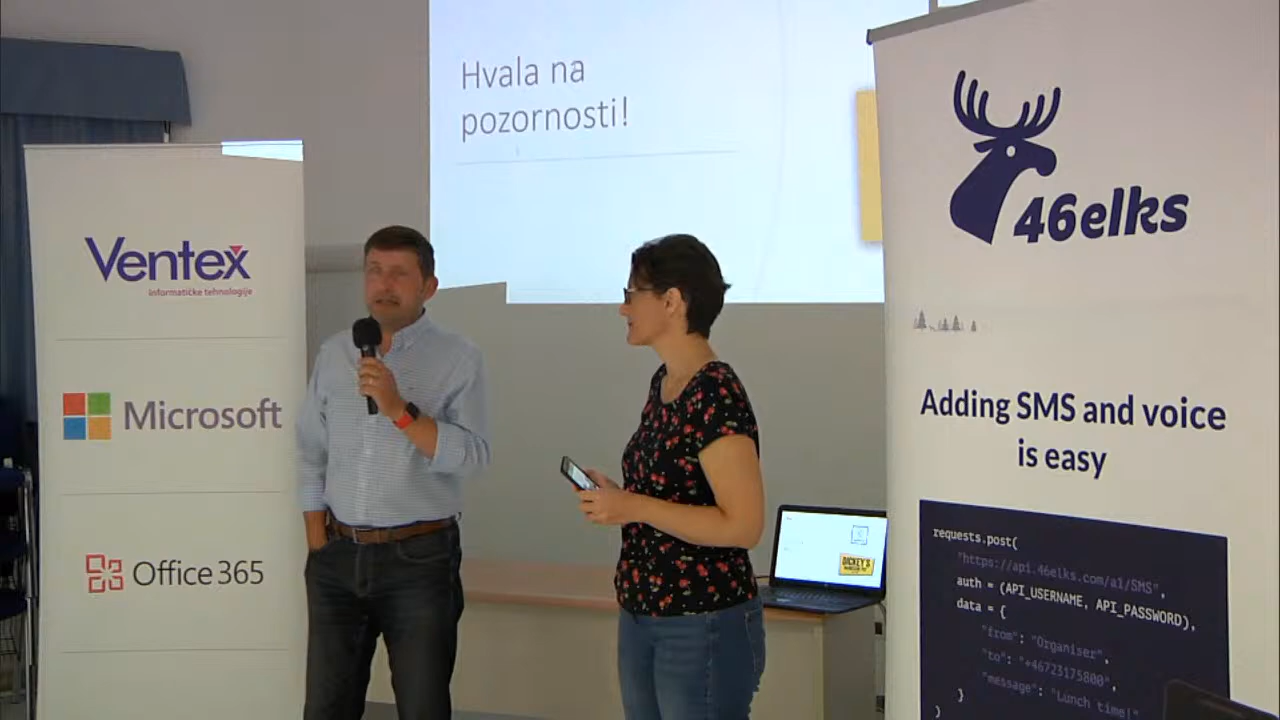 Hvala na
pozornosti!
Ventex
informatičke tehnologije
Microsoft
Office 365
46elks
Adding SMS and voice
is easy
requests.post(
"https://api.46elks.com/a1/SMS",
auth = (API_USERNAME, API_PASSWORD),
data = {
"from": "Organiser",
"to": "+46723175800",
"message": "Lunch time!"
}
)
DICKEY'S